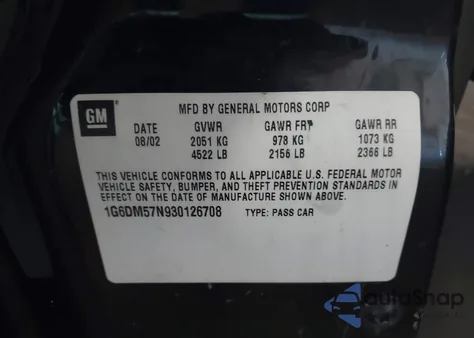 GM
MFD BY GENERAL MOTORS CORP
DATE GVWR GAWR FRT GAWR RR
08/02 2051 KG 978 KG 1073 KG
4522 LB 2156 LB 2366 LB
THIS VEHICLE CONFORMS TO ALL APPLICABLE U.S. FEDERAL MOTOR
VEHICLE SAFETY, BUMPER, AND THEFT PREVENTION STANDARDS IN
EFFECT ON THE DATE OF MANUFACTURE SHOWN ABOVE.
1G6DM57N930126708 TYPE: PASS CAR
autoSnap